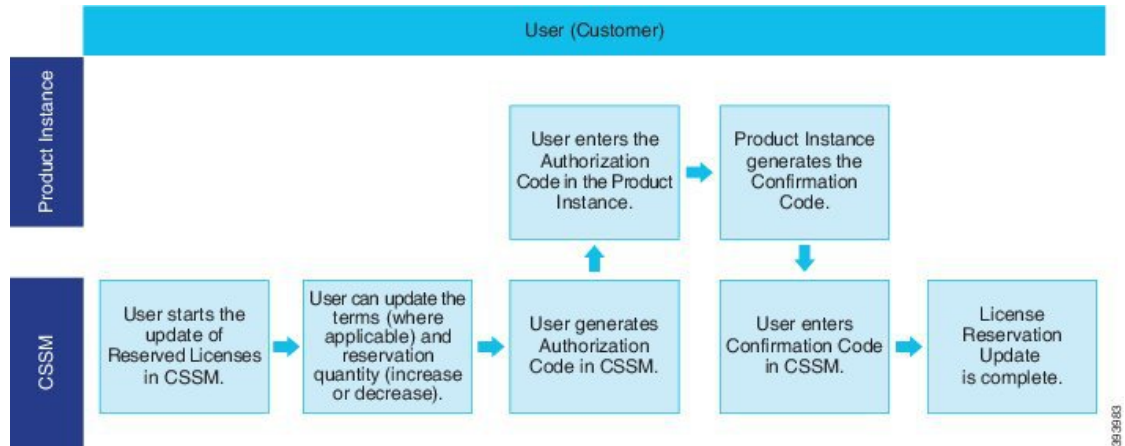 User (Customer)
Product Instance
User enters the
Authorization
Code in the Product
Instance.
Product Instance
generates the
Confirmation
Code.
CSSM
User starts the
update of
Reserved Licenses
in CSSM.
User can update the
terms (where
applicable) and
reservation
quantity (increase
or decrease).
User generates
Authorization
Code in CSSM.
User enters
Confirmation Code
in CSSM.
License
Reservation
Update
is complete.
393983